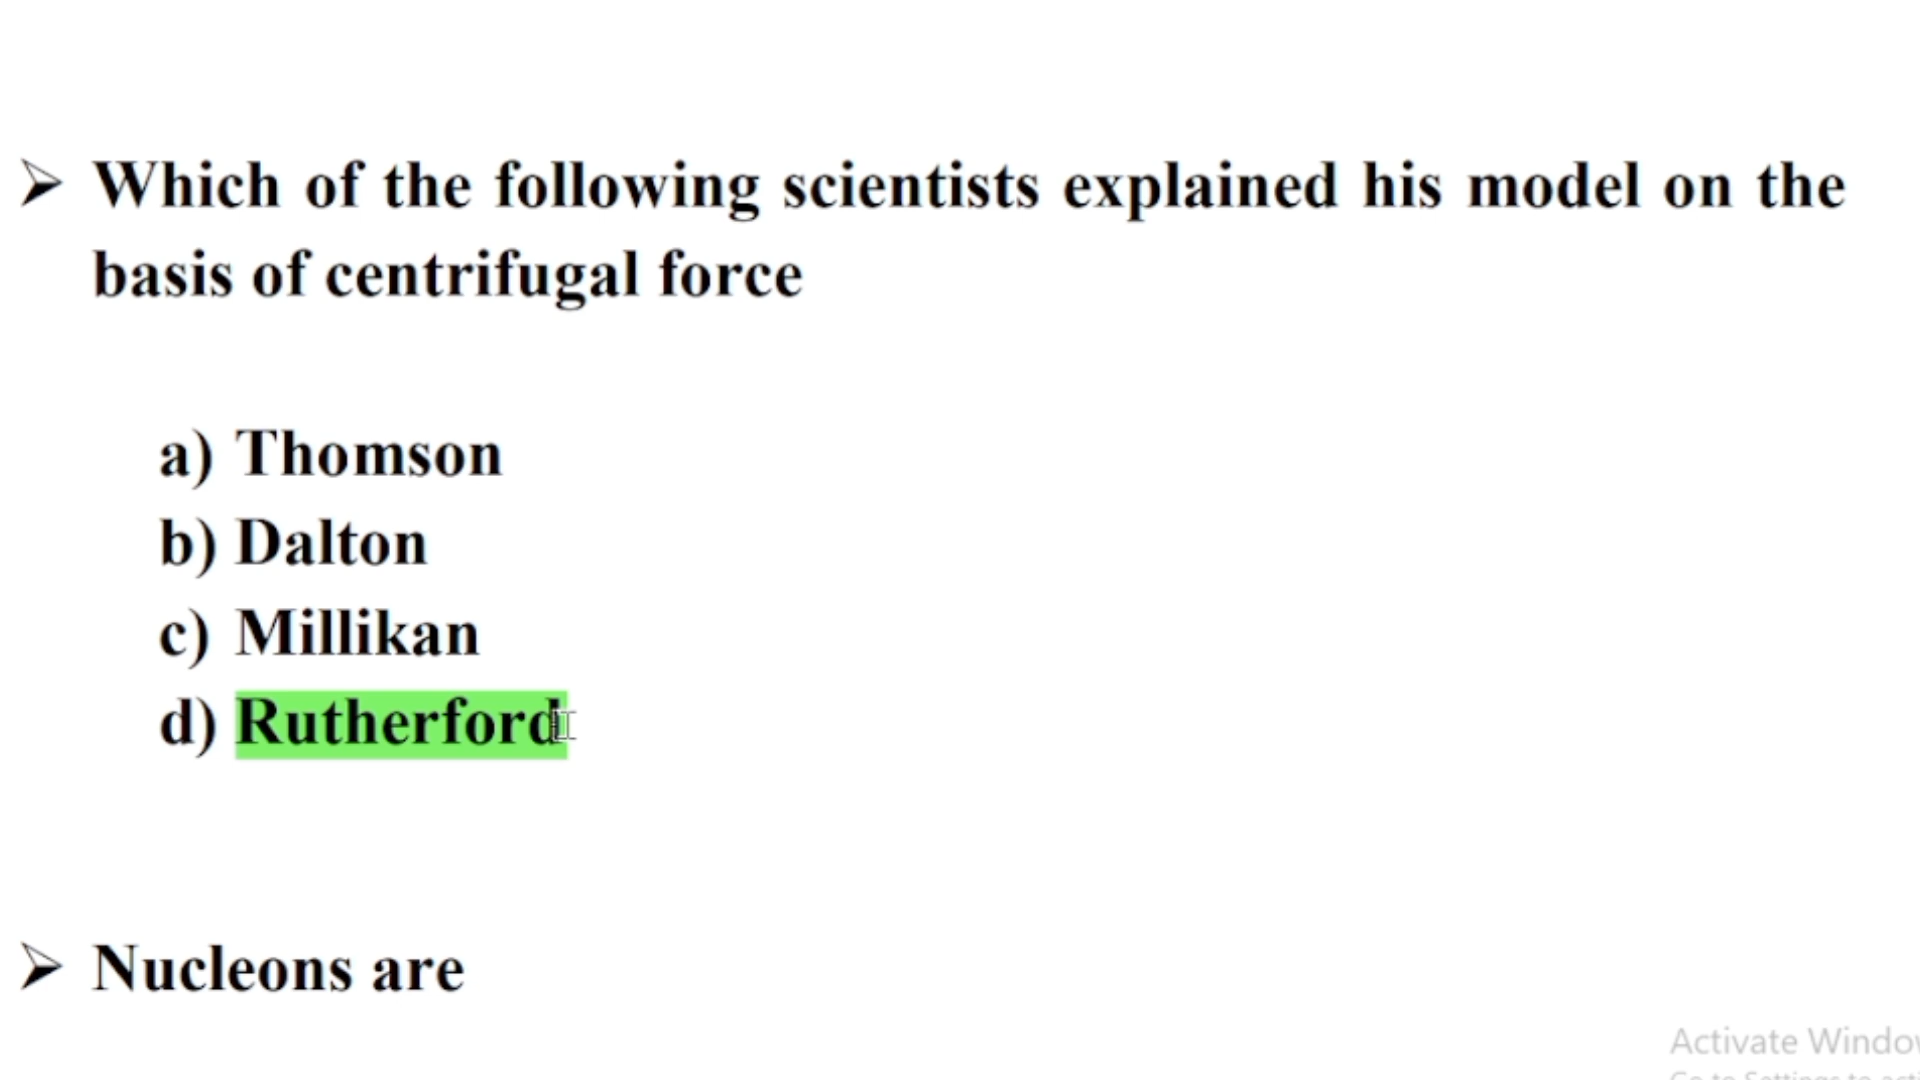 ➢ Which of the following scientists explained his model on the
basis of centrifugal force
a) Thomson
b) Dalton
c) Millikan
d) Rutherford
➢ Nucleons are
Activate Windo